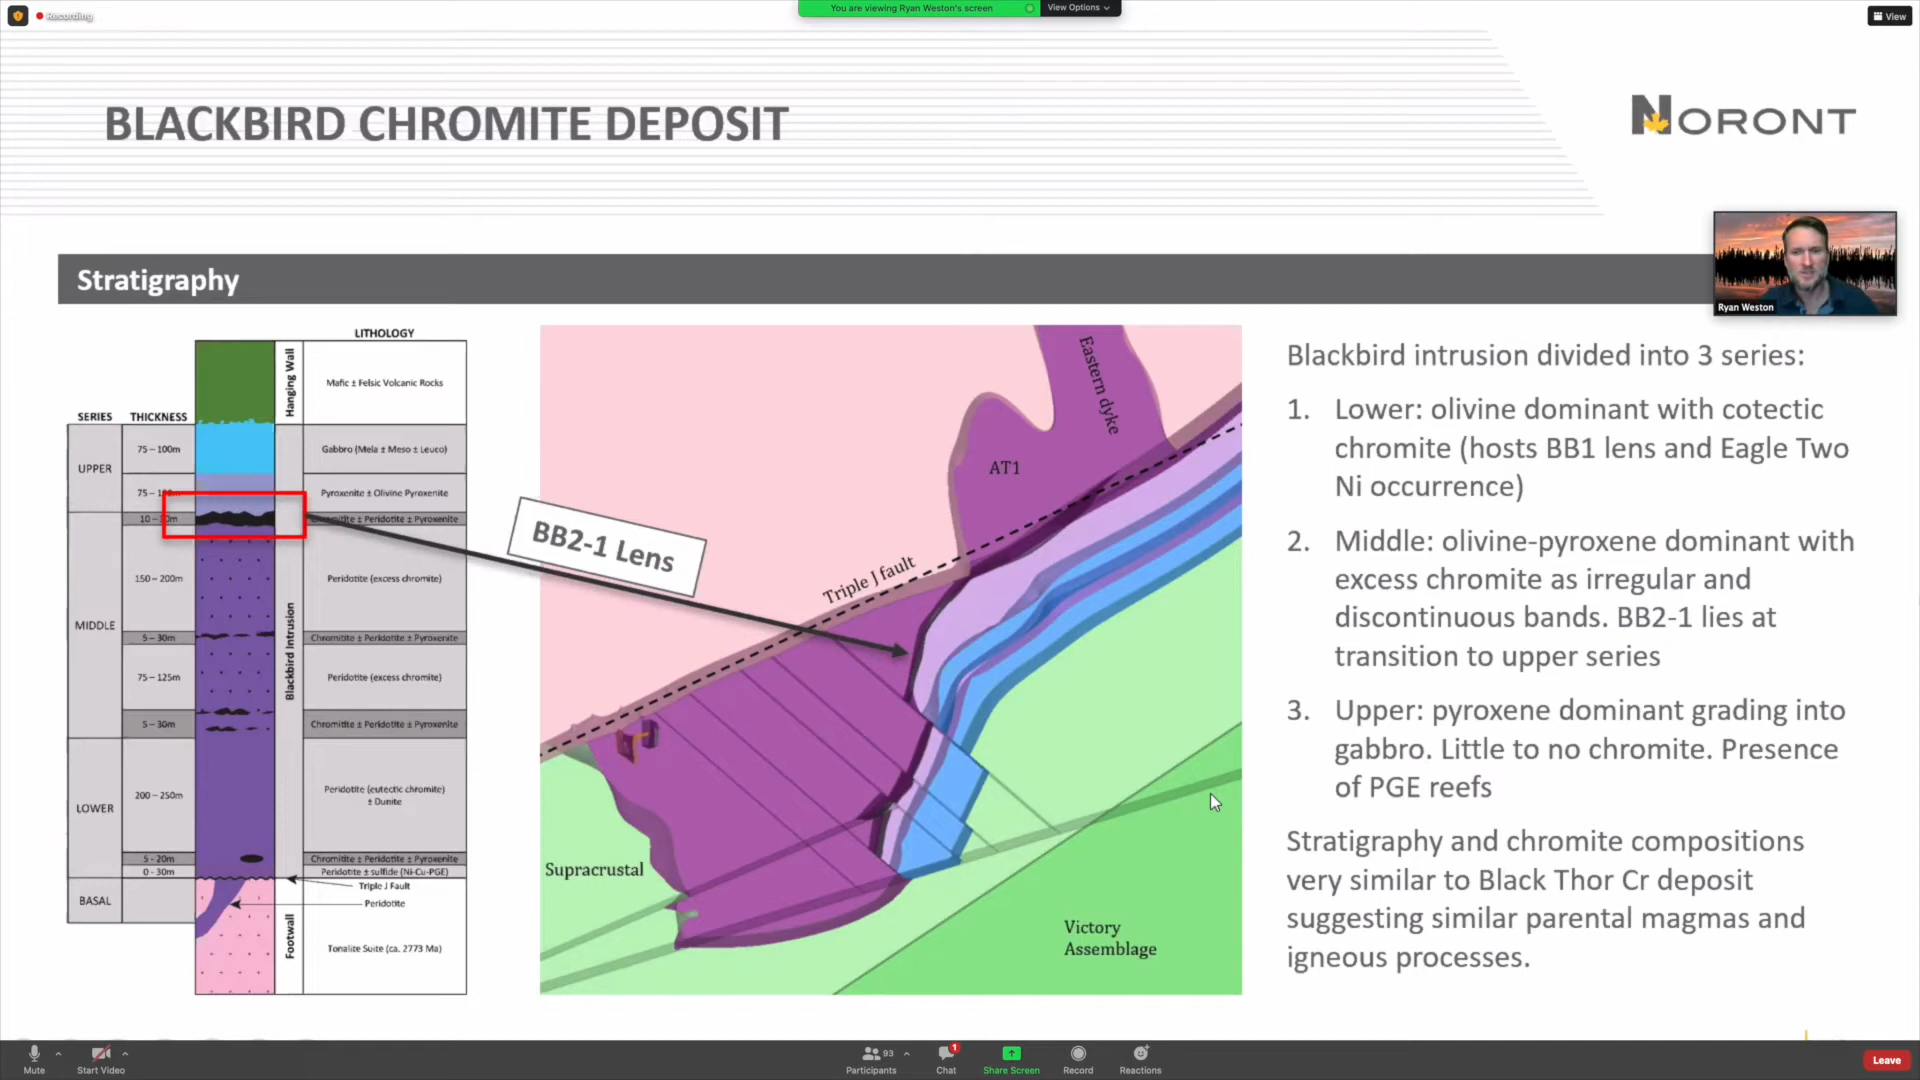 Recording
You are viewing Ryan Weston's screen
View Options
View
BLACKBIRD CHROMITE DEPOSIT
NORONT
Stratigraphy
Ryan Weston
LITHOLOGY
SERIES
THICKNESS
Hanging Wall
Mafic ± Felsic Volcanic Rocks
UPPER
75 – 100m
Gabbro (Mela ± Meso ± Leuco)
Pyroxenite ± Olivine Pyroxenite
Peridotite ± Pyroxenite
MIDDLE
150 – 200m
Peridotite (excess chromite)
5 – 30m
Chromitite ± Peridotite ± Pyroxenite
75 – 125m
Peridotite (excess chromite)
5 – 30m
Chromitite ± Peridotite ± Pyroxenite
Blackbird Intrusion
LOWER
200 – 250m
Peridotite (eutectic chromite)
± Dunite
5 - 20m
Chromitite ± Peridotite ± Pyroxenite
0 - 30m
Peridotite ± sulfide (Ni-Cu-PGE)
BASAL
Triple J Fault
Peridotite
Footwall
Tonalite Suite (ca. 2773 Ma)
BB2-1 Lens
Eastern dyke
AT1
Triple J fault
Supracrustal
Victory
Assemblage
Blackbird intrusion divided into 3 series:
1. Lower: olivine dominant with cotectic
chromite (hosts BB1 lens and Eagle Two
Ni occurrence)
2. Middle: olivine-pyroxene dominant with
excess chromite as irregular and
discontinuous bands. BB2-1 lies at
transition to upper series
3. Upper: pyroxene dominant grading into
gabbro. Little to no chromite. Presence
of PGE reefs
Stratigraphy and chromite compositions
very similar to Black Thor Cr deposit
suggesting similar parental magmas and
igneous processes.
Mute
Start Video
93
Participants
1
Chat
Share Screen
Record
Reactions
Leave